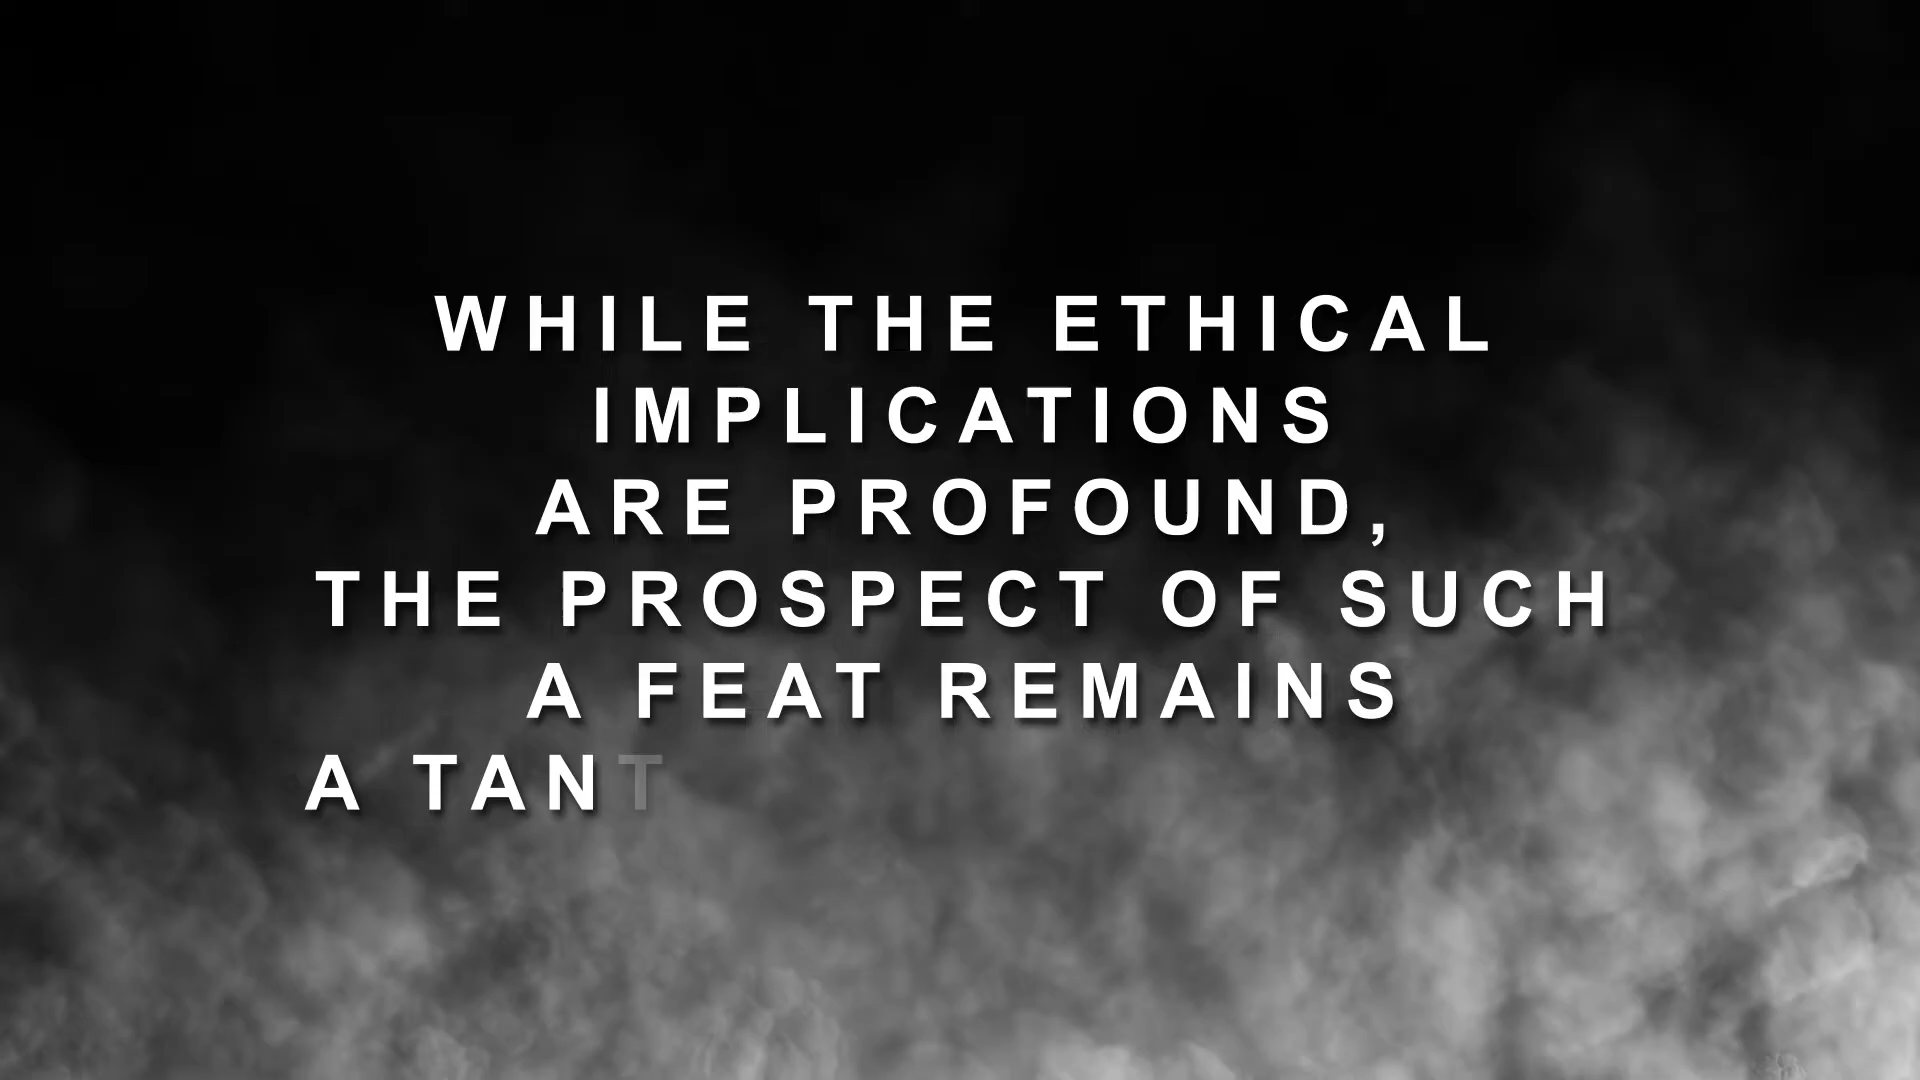 WHILE THE ETHICAL
IMPLICATIONS
ARE PROFOUND,
THE PROSPECT OF SUCH
A FEAT REMAINS
A TANT